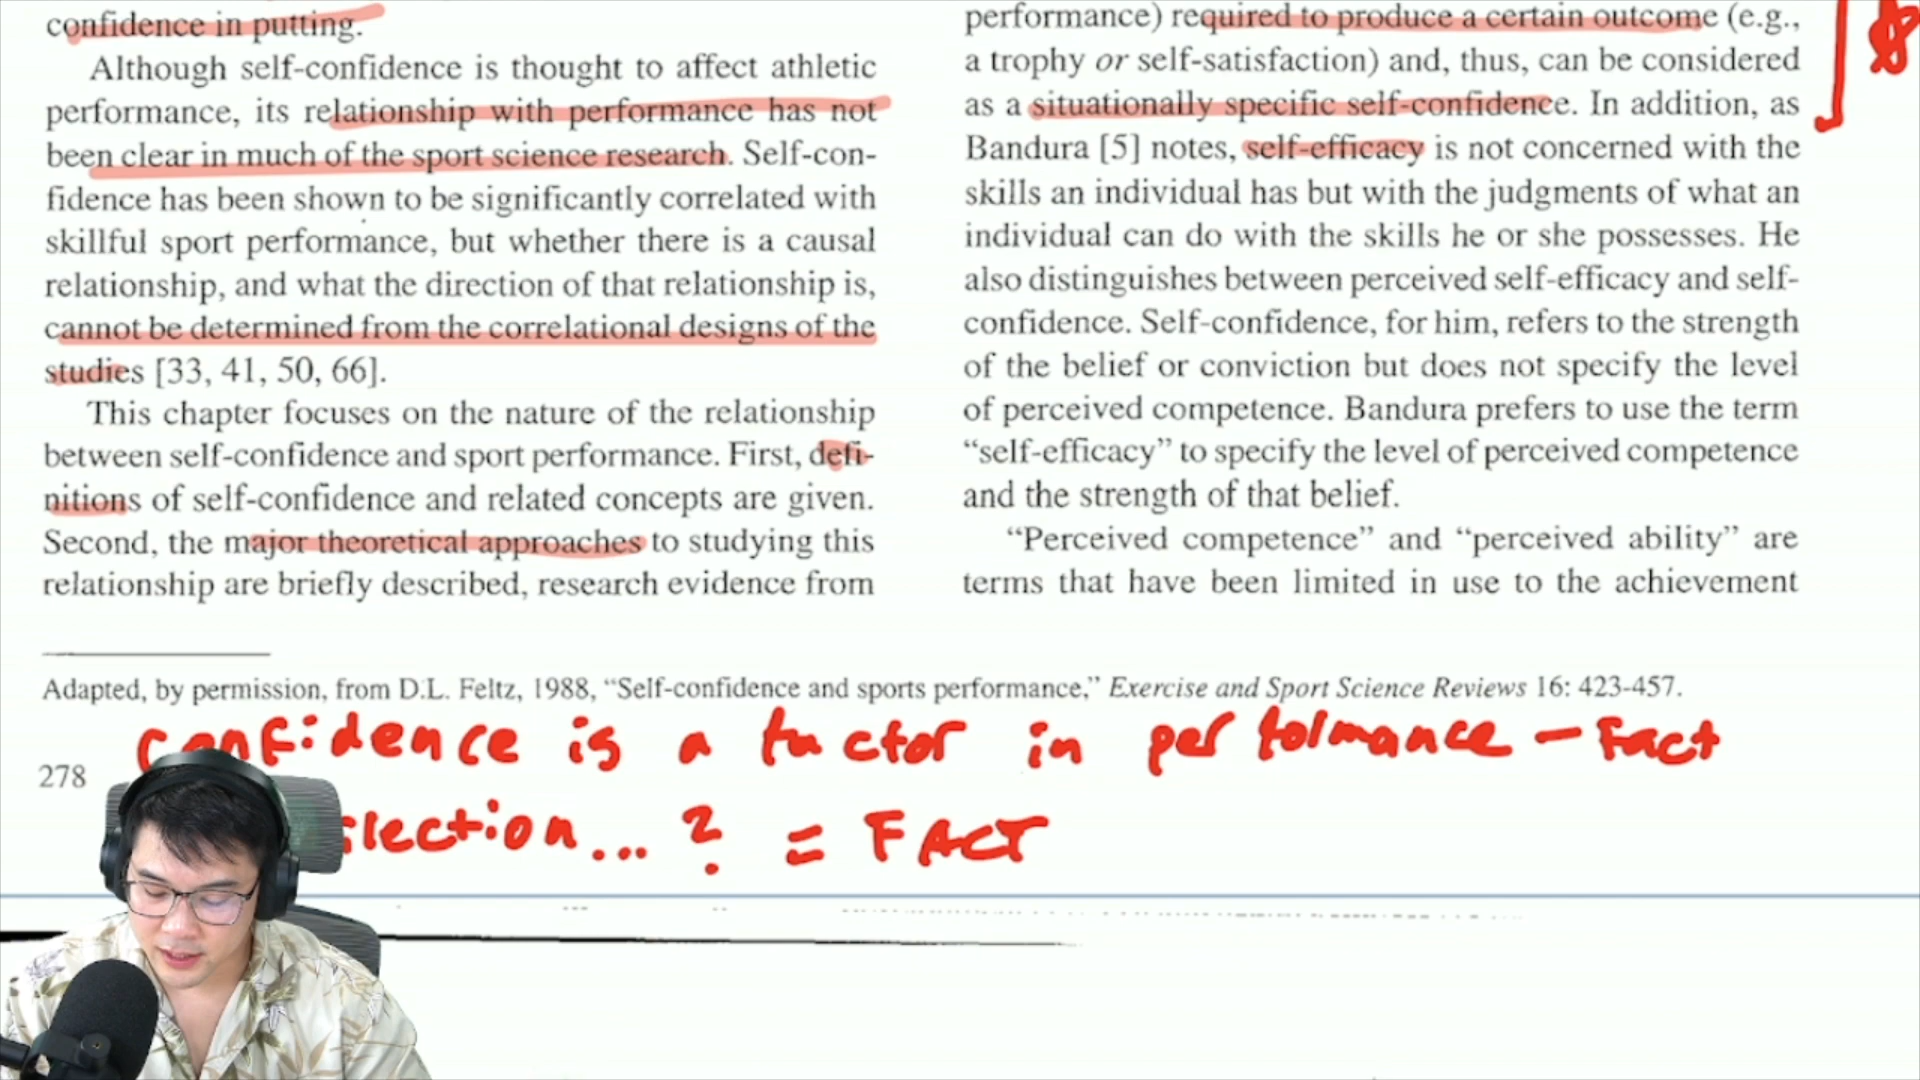 confidence in putting.
Although self-confidence is thought to affect athletic
performance, its relationship with performance has not
been clear in much of the sport science research. Self-con-
fidence has been shown to be significantly correlated with
skillful sport performance, but whether there is a causal
relationship, and what the direction of that relationship is,
cannot be determined from the correlational designs of the
studies [33, 41, 50, 66].
This chapter focuses on the nature of the relationship
between self-confidence and sport performance. First, defi-
nitions of self-confidence and related concepts are given.
Second, the major theoretical approaches to studying this
relationship are briefly described, research evidence from
performance) required to produce a certain outcome (e.g.,
a trophy or self-satisfaction) and, thus, can be considered
as a situationally specific self-confidence. In addition, as
Bandura [5] notes, self-efficacy is not concerned with the
skills an individual has but with the judgments of what an
individual can do with the skills he or she possesses. He
also distinguishes between perceived self-efficacy and self-
confidence. Self-confidence, for him, refers to the strength
of the belief or conviction but does not specify the level
of perceived competence. Bandura prefers to use the term
“self-efficacy” to specify the level of perceived competence
and the strength of that belief.
“Perceived competence” and “perceived ability” are
terms that have been limited in use to the achievement
Adapted, by permission, from D.L. Feltz, 1988, “Self-confidence and sports performance,” Exercise and Sport Science Reviews 16: 423-457.
confidence is a factor in performance – Fact
278
flection...? = FACT